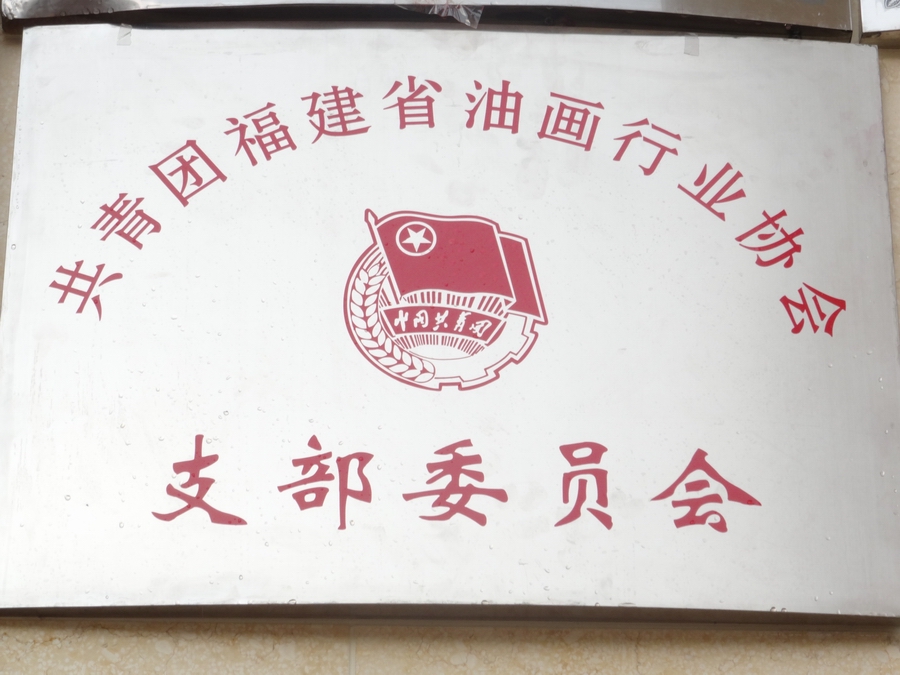 共青团福建省油画行业协会
中国共青团
支部委员会